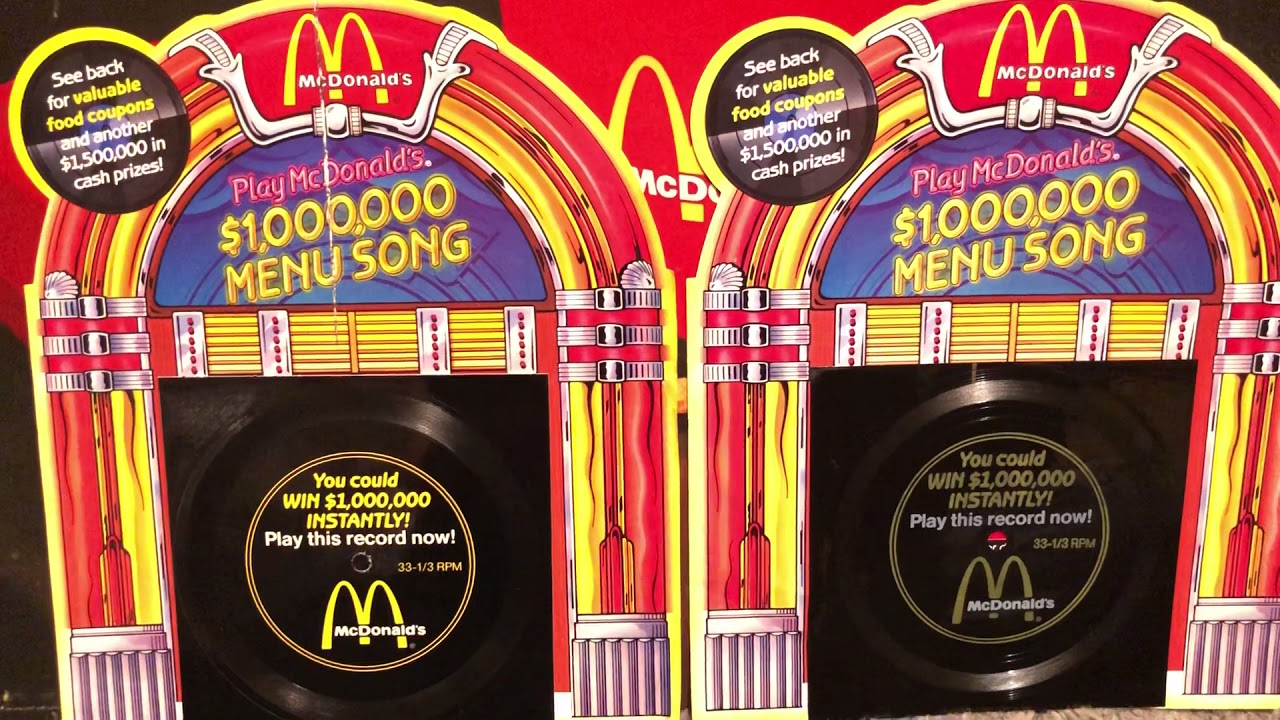 See back
for valuable
food coupons
and another
$1,500,000 in
cash prizes!
McDonald's
Play McDonald's®
$1,000,000
MENU SONG
You could
WIN $1,000,000
INSTANTLY!
Play this record now!
33-1/3 RPM
McDonald's®
McDo
See back
for valuable
food coupons
and another
$1,500,000 in
cash prizes!
McDonald's
Play McDonald's®
$1,000,000
MENU SONG
You could
WIN $1,000,000
INSTANTLY!
Play this record now!
33-1/3 RPM
McDonald's®